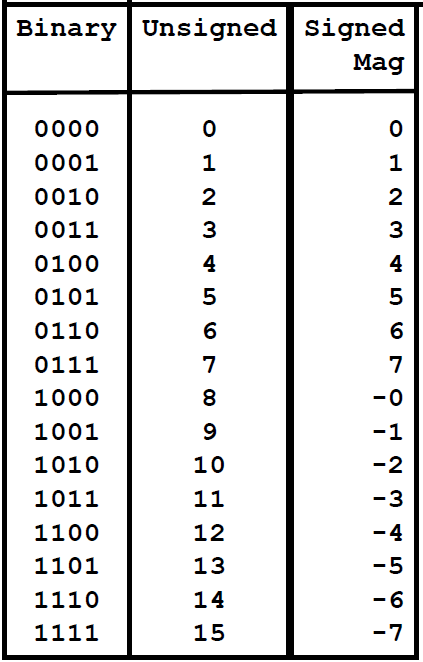 Binary Unsigned Signed
Mag
0000 0 0
0001 1 1
0010 2 2
0011 3 3
0100 4 4
0101 5 5
0110 6 6
0111 7 7
1000 8 -0
1001 9 -1
1010 10 -2
1011 11 -3
1100 12 -4
1101 13 -5
1110 14 -6
1111 15 -7